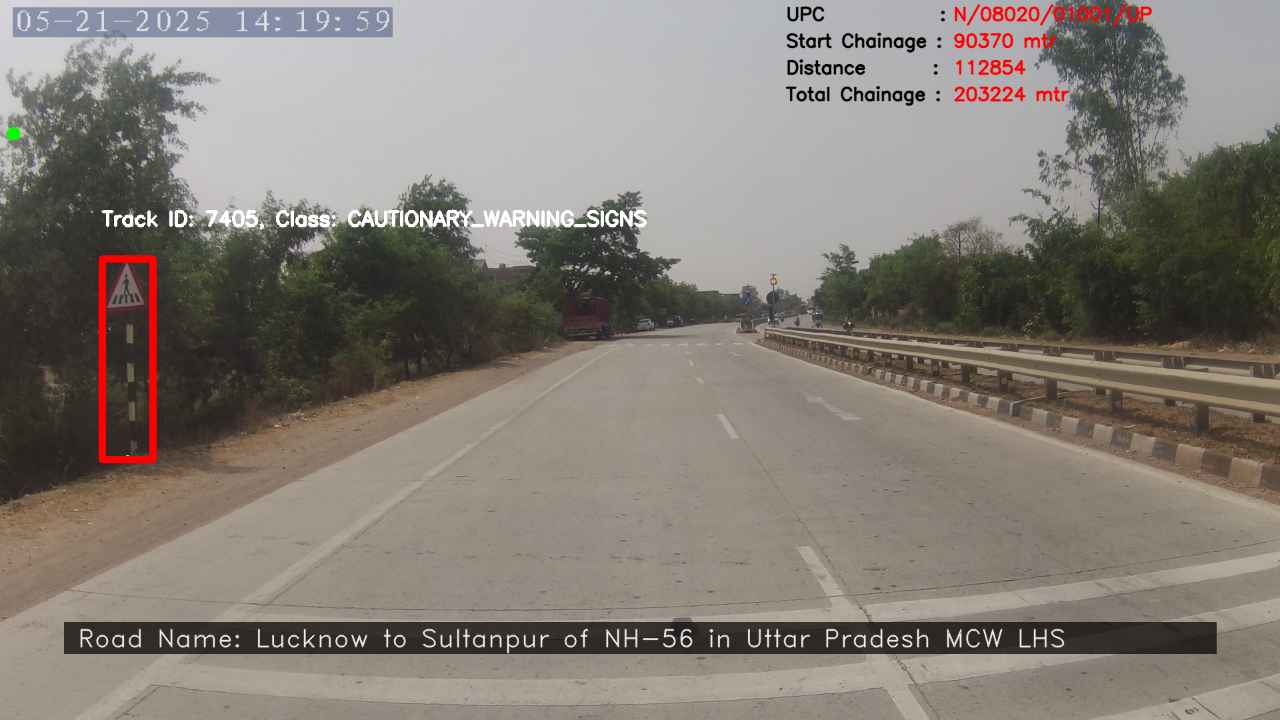 05-21-2025 14:19:59
UPC : N/08020/01001/UP
Start Chainage : 90370 mtr
Distance : 112854
Total Chainage : 203224 mtr
Track ID: 7405, Class: CAUTIONARY_WARNING_SIGNS
Road Name: Lucknow to Sultanpur of NH-56 in Uttar Pradesh MCW LHS